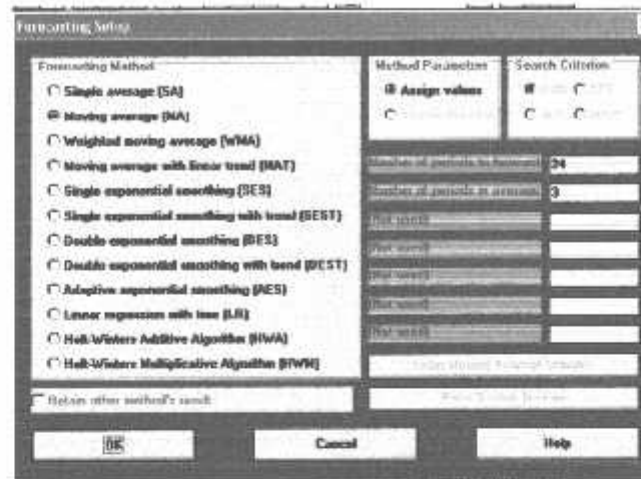 Forecasting Setup
Forecasting Method
Simple average (SA)
Moving average (MA)
Weighted moving average (WMA)
Moving average with linear trend (MAT)
Single exponential smoothing (SES)
Single exponential smoothing with trend (SEST)
Double exponential smoothing (DES)
Double exponential smoothing with trend (DEST)
Adaptive exponential smoothing (AES)
Linear regression with time (LR)
Holt-Winters Additive Algorithm (HWA)
Holt-Winters Multiplicative Algorithm (HWM)
Retain other method's result
Method Parameters
Assign values
Search Criterion
Number of periods to forecast 24
Number of periods in average 3
(Not used)
(Not used)
(Not used)
(Not used)
(Not used)
OK
Cancel
Help